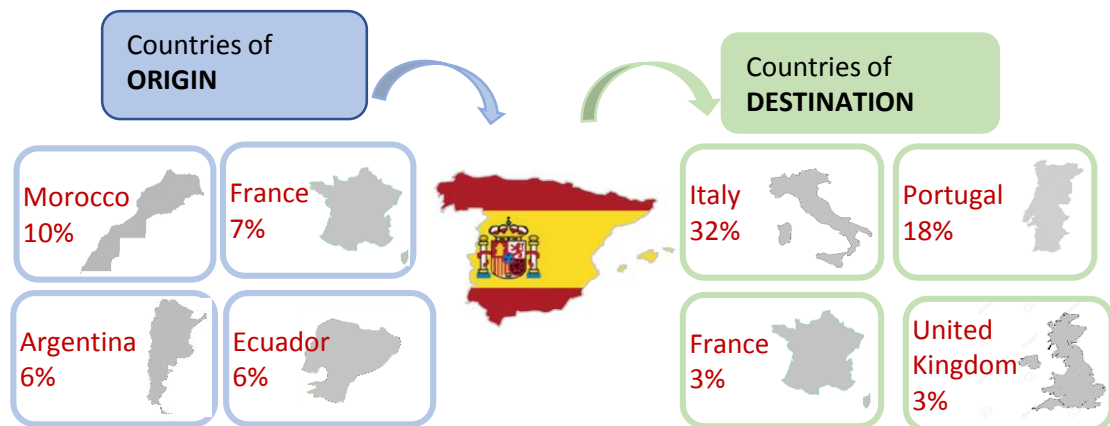 Countries of
ORIGIN
Countries of
DESTINATION
Morocco
10%
France
7%
Italy
32%
Portugal
18%
Argentina
6%
Ecuador
6%
France
3%
United
Kingdom
3%